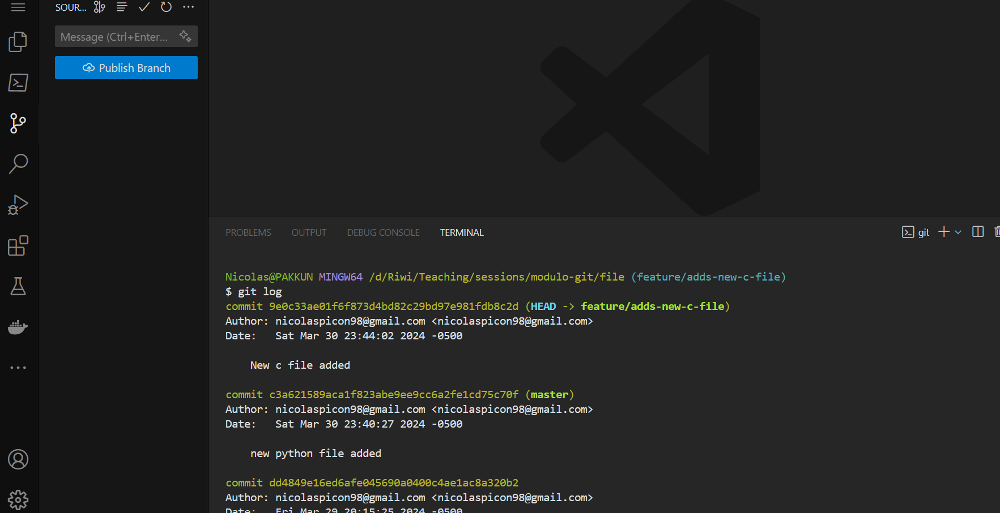 SOUR...
Message (Ctrl+Enter...
Publish Branch
PROBLEMS OUTPUT DEBUG CONSOLE TERMINAL git
Nicolas@PAKKUN MINGW64 /d/Riwi/Teaching/sessions/modulo-git/file (feature/adds-new-c-file)
$ git log
commit 9e0c33ae01f6f873d4bd82c29bd97e981fdb8c2d (HEAD -> feature/adds-new-c-file)
Author: nicolaspicon98@gmail.com <nicolaspicon98@gmail.com>
Date:   Sat Mar 30 23:44:02 2024 -0500
New c file added
commit c3a621589aca1f823abe9ee9cc6a2fe1cd75c70f (master)
Author: nicolaspicon98@gmail.com <nicolaspicon98@gmail.com>
Date:   Sat Mar 30 23:40:27 2024 -0500
new python file added
commit dd4849e16ed6afe045690a0400c4ae1ac8a320b2
Author: nicolaspicon98@gmail.com <nicolaspicon98@gmail.com>
Date:   Fri Mar 29 20:15:25 2024 -0500